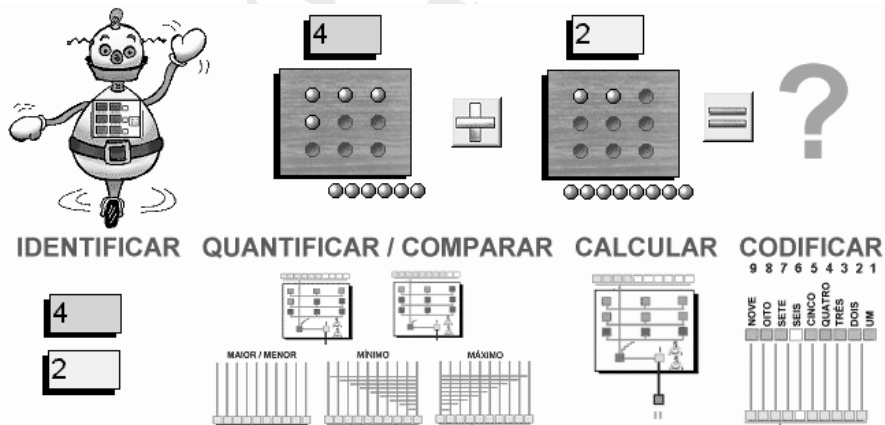 4
2
+
=
?
IDENTIFICAR
QUANTIFICAR / COMPARAR
CALCULAR
CODIFICAR
4
2
MAIOR / MENOR
MÍNIMO
MÁXIMO
9 8 7 6 5 4 3 2 1
NOVE
OITO
SETE
SEIS
CINCO
QUATRO
TRÊS
DOIS
UM